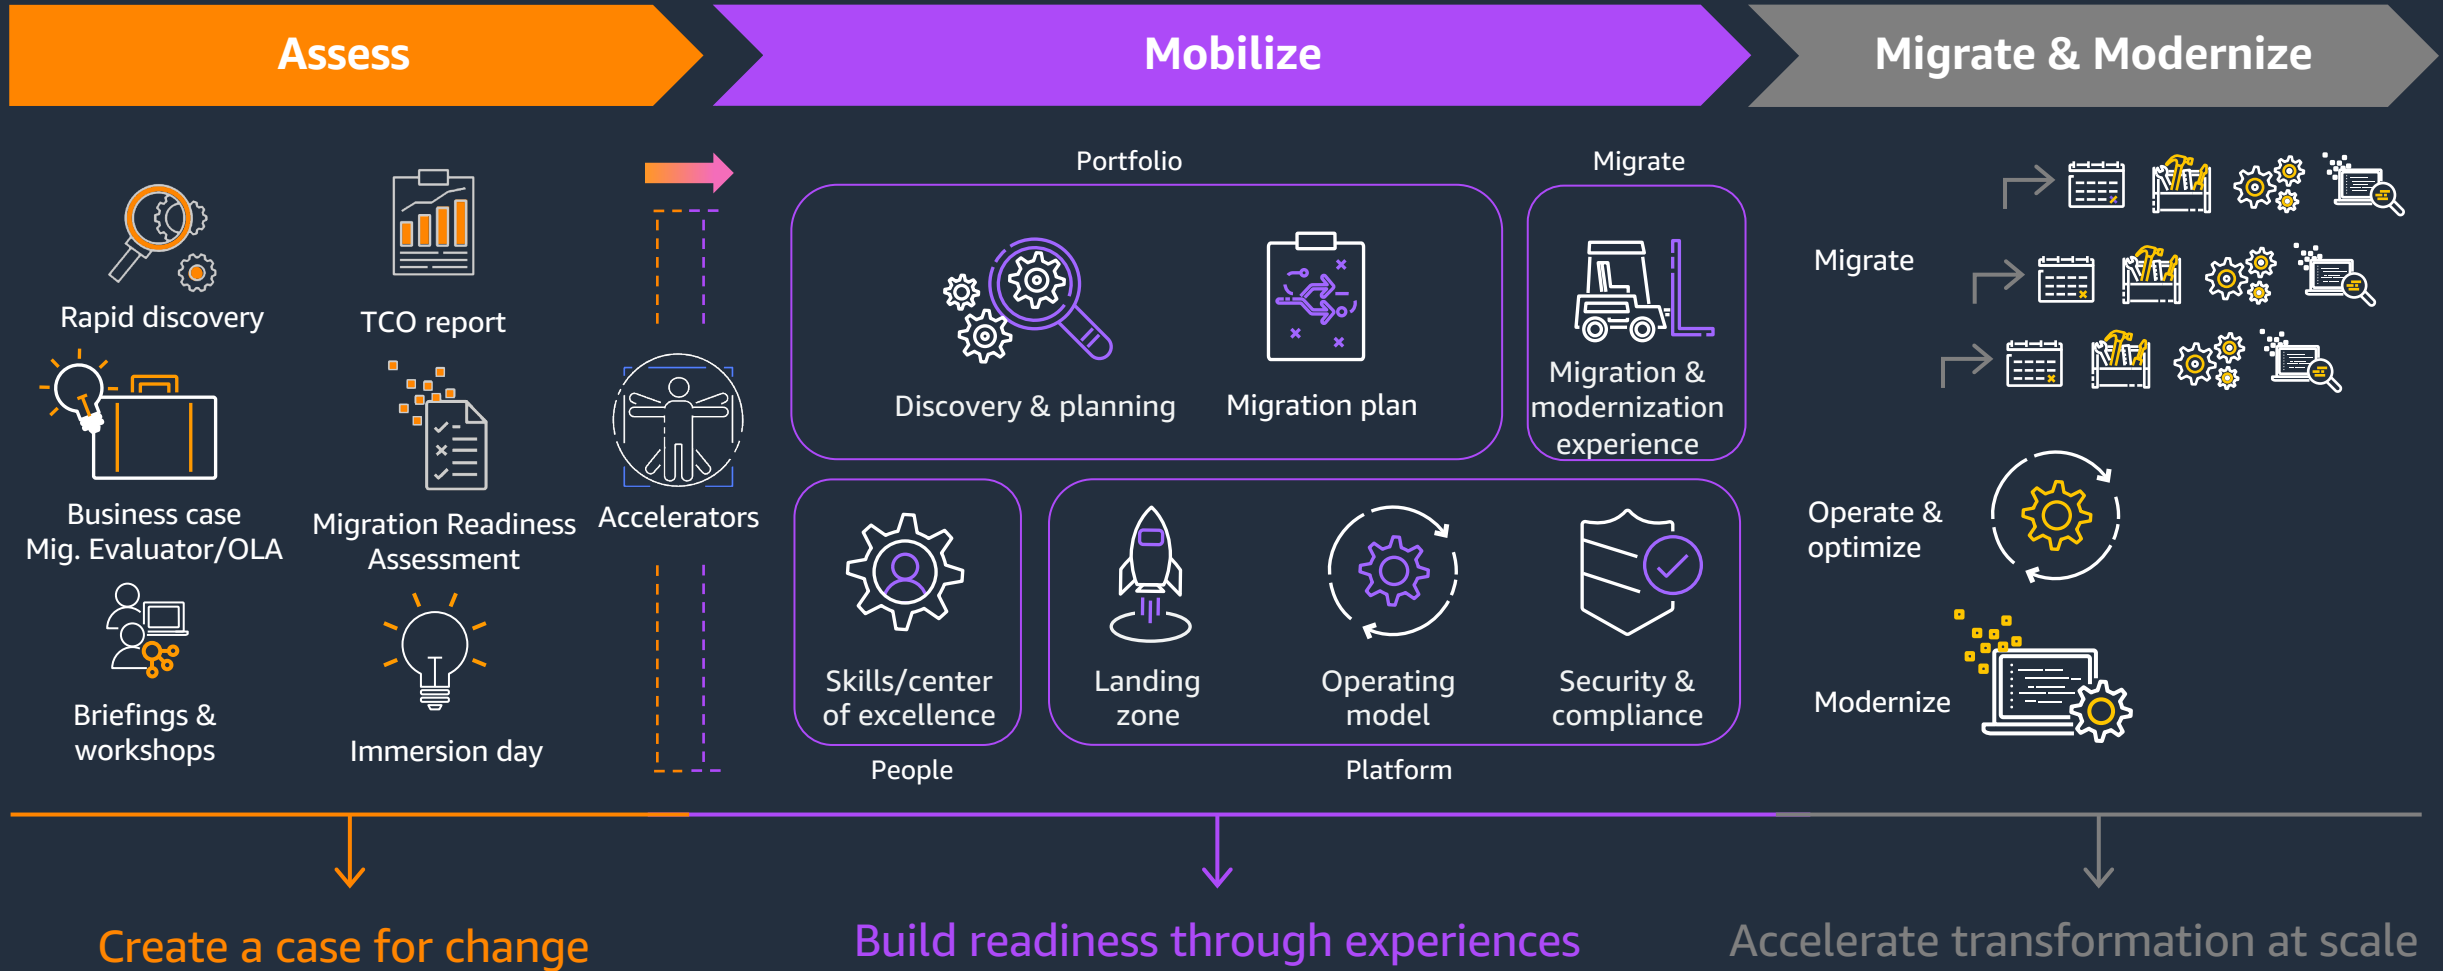 Assess
Mobilize
Migrate & Modernize
Rapid discovery
TCO report
Business case
Mig. Evaluator/OLA
Migration Readiness
Assessment
Briefings &
workshops
Immersion day
Accelerators
Portfolio
Discovery & planning
Migration plan
Migrate
Migration &
modernization
experience
Skills/center
of excellence
People
Landing
zone
Operating
model
Security &
compliance
Platform
Migrate
Operate &
optimize
Modernize
Create a case for change
Build readiness through experiences
Accelerate transformation at scale